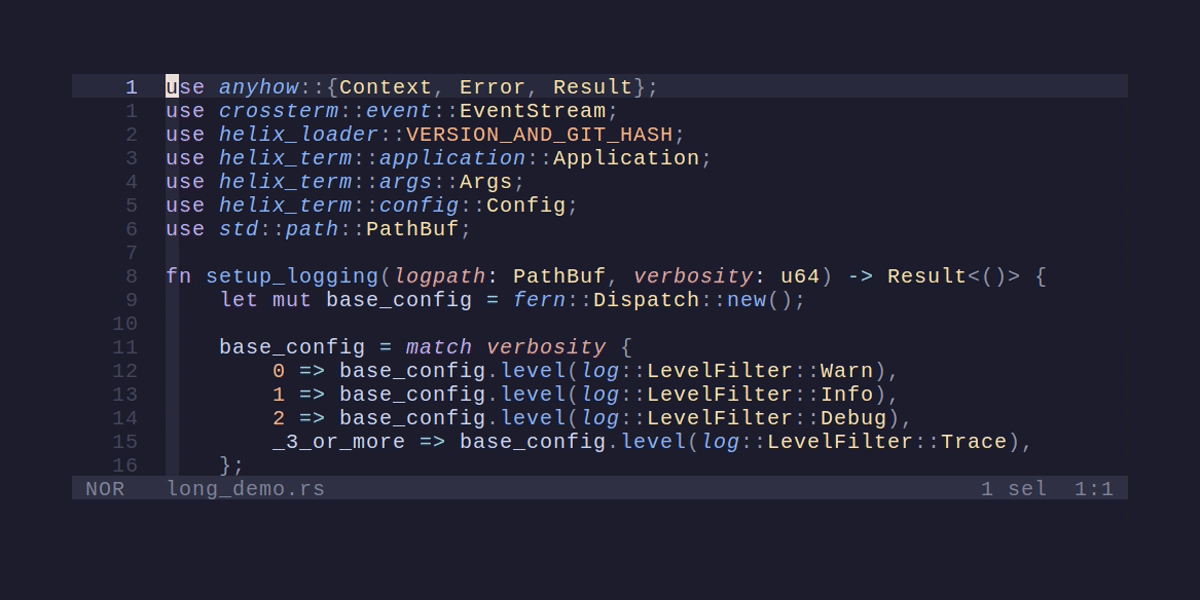 1 use anyhow::{Context, Error, Result};
1 use crossterm::event::EventStream;
2 use helix_loader::VERSION_AND_GIT_HASH;
3 use helix_term::application::Application;
4 use helix_term::args::Args;
5 use helix_term::config::Config;
6 use std::path::PathBuf;
7
8 fn setup_logging(logpath: PathBuf, verbosity: u64) -> Result<()> {
9     let mut base_config = fern::Dispatch::new();
10
11     base_config = match verbosity {
12         0 => base_config.level(log::LevelFilter::Warn),
13         1 => base_config.level(log::LevelFilter::Info),
14         2 => base_config.level(log::LevelFilter::Debug),
15         _3_or_more => base_config.level(log::LevelFilter::Trace),
16     };
NOR long_demo.rs 1 sel 1:1